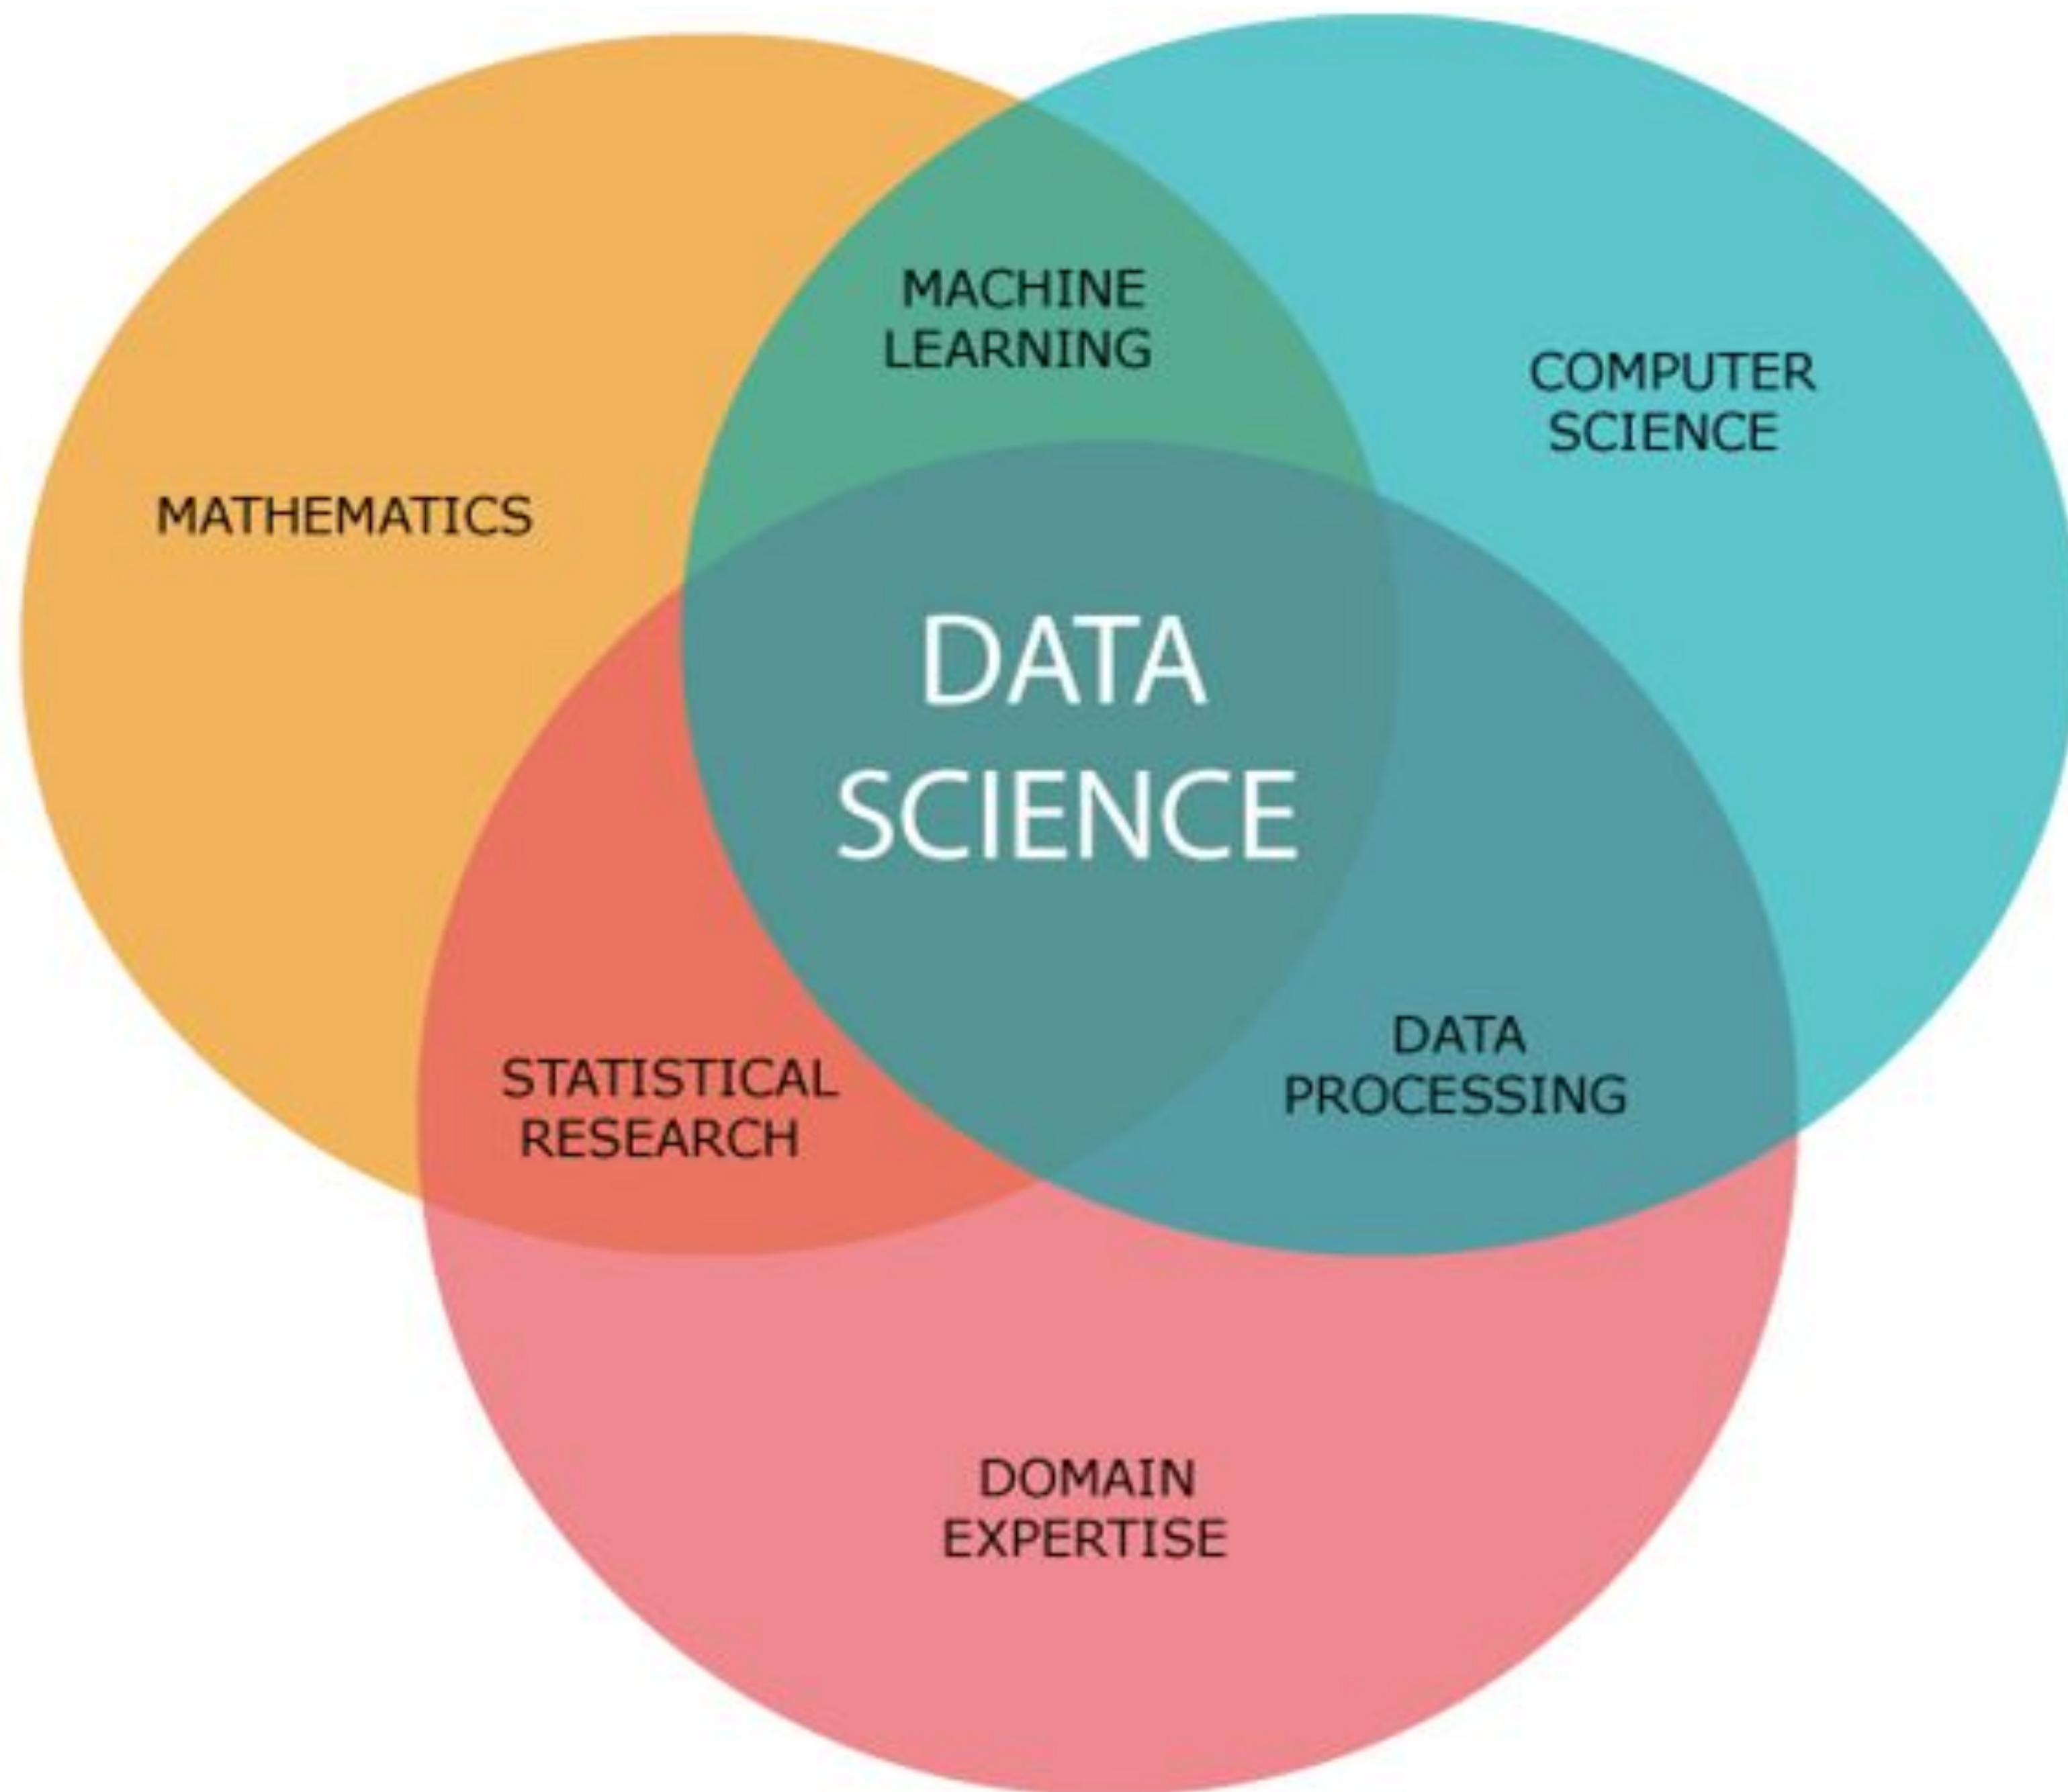 MACHINE
LEARNING
COMPUTER
SCIENCE
MATHEMATICS
DATA
SCIENCE
STATISTICAL
RESEARCH
DATA
PROCESSING
DOMAIN
EXPERTISE